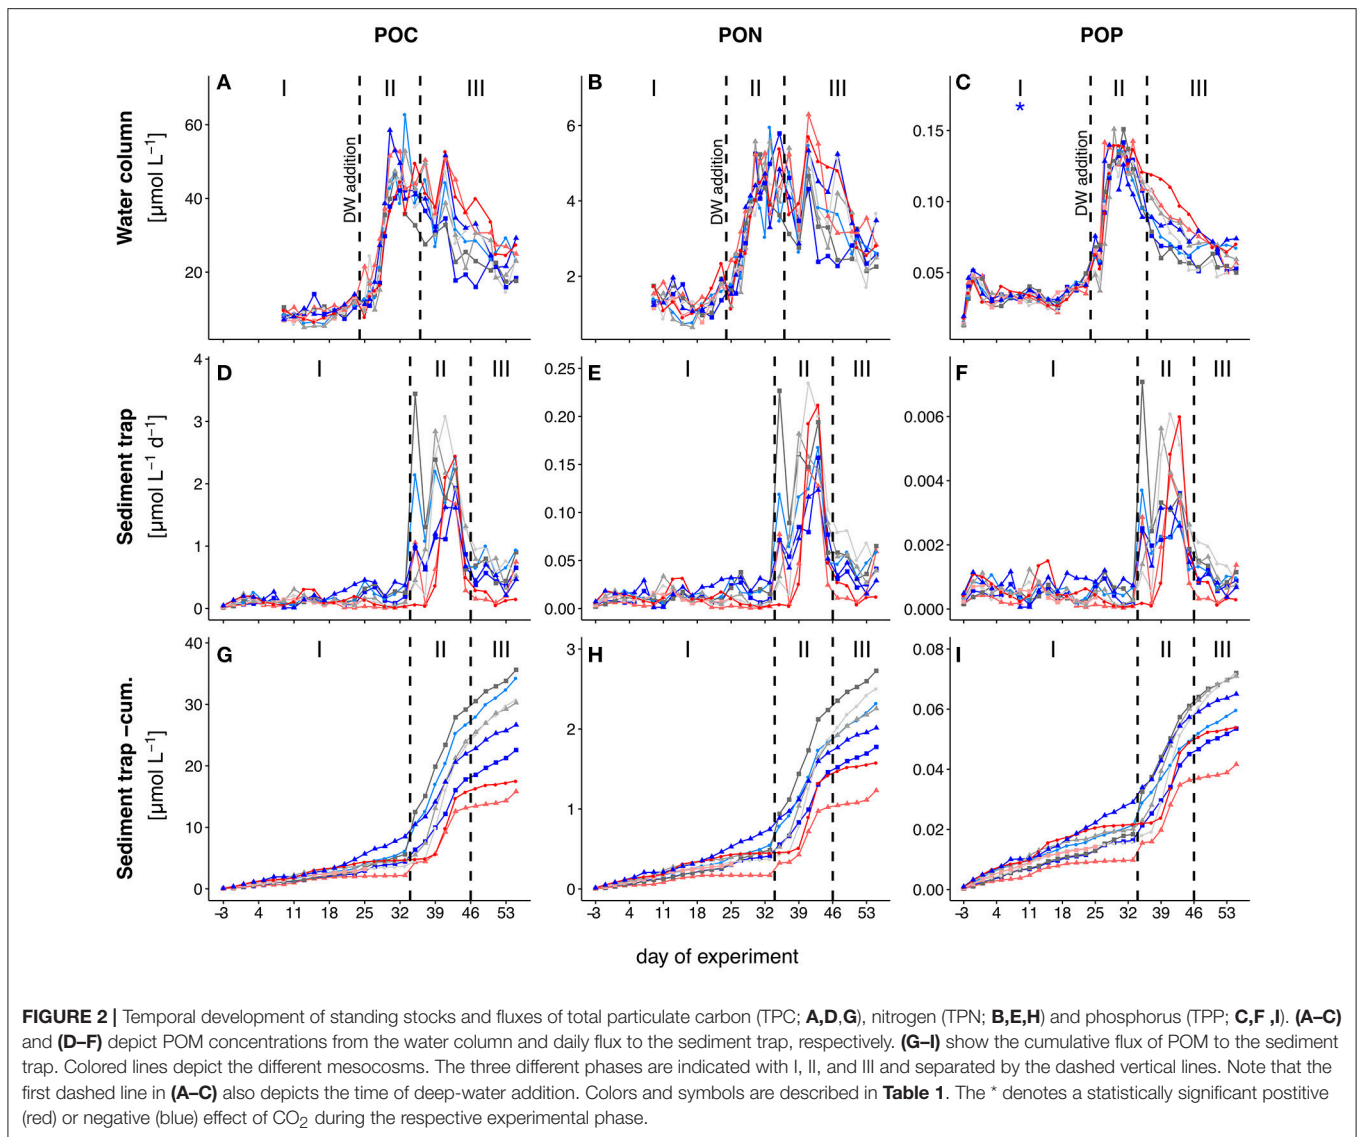 POC PON POP
A I II III
B I II III
C I II III
*
DW addition
DW addition
DW addition
Water column
[µmol L⁻¹]
60
40
20
6
4
2
0.15
0.10
0.05
D I II III
E I II III
F I II III
Sediment trap
[µmol L⁻¹ d⁻¹]
4
3
2
1
0
0.25
0.20
0.15
0.10
0.05
0.00
0.006
0.004
0.002
0.000
G I II III
H I II III
I I II III
Sediment trap –cum.
[µmol L⁻¹]
40
30
20
10
0
3
2
1
0
0.08
0.06
0.04
0.02
0.00
–3 4 11 18 25 32 39 46 53
–3 4 11 18 25 32 39 46 53
–3 4 11 18 25 32 39 46 53
day of experiment
FIGURE 2 | Temporal development of standing stocks and fluxes of total particulate carbon (TPC; A,D,G), nitrogen (TPN; B,E,H) and phosphorus (TPP; C,F ,I). (A–C)
and (D–F) depict POM concentrations from the water column and daily flux to the sediment trap, respectively. (G–I) show the cumulative flux of POM to the sediment
trap. Colored lines depict the different mesocosms. The three different phases are indicated with I, II, and III and separated by the dashed vertical lines. Note that the
first dashed line in (A–C) also depicts the time of deep-water addition. Colors and symbols are described in Table 1. The * denotes a statistically significant postitive
(red) or negative (blue) effect of CO₂ during the respective experimental phase.